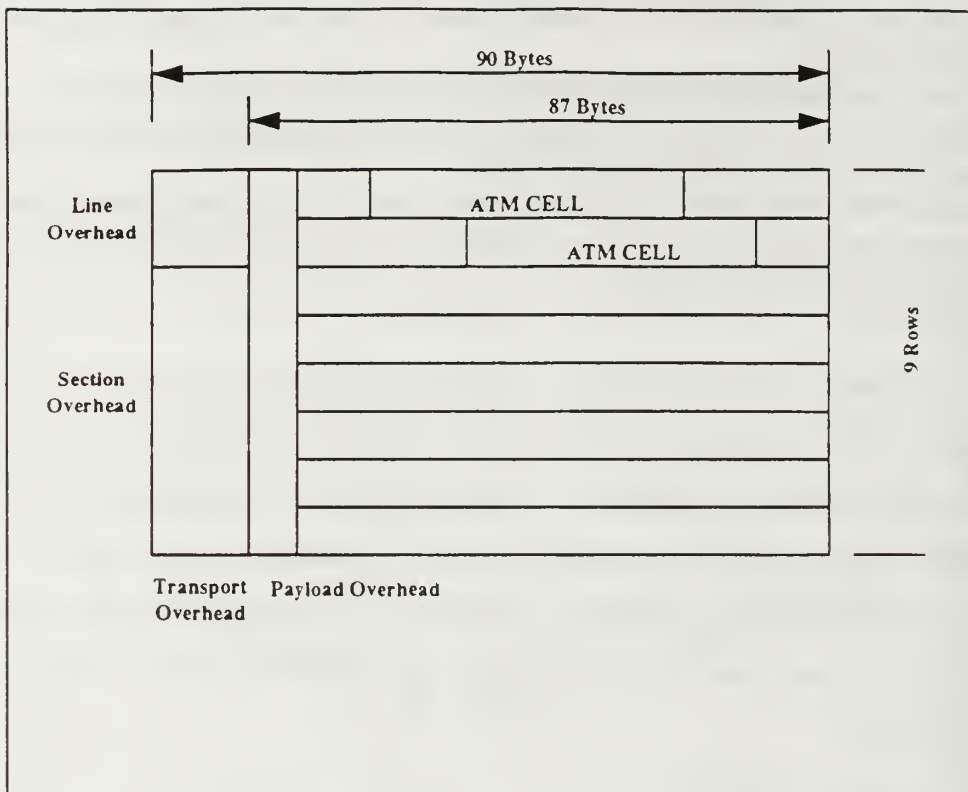 90 Bytes
87 Bytes
Line
Overhead
ATM CELL
ATM CELL
9 Rows
Section
Overhead
Transport
Overhead
Payload Overhead